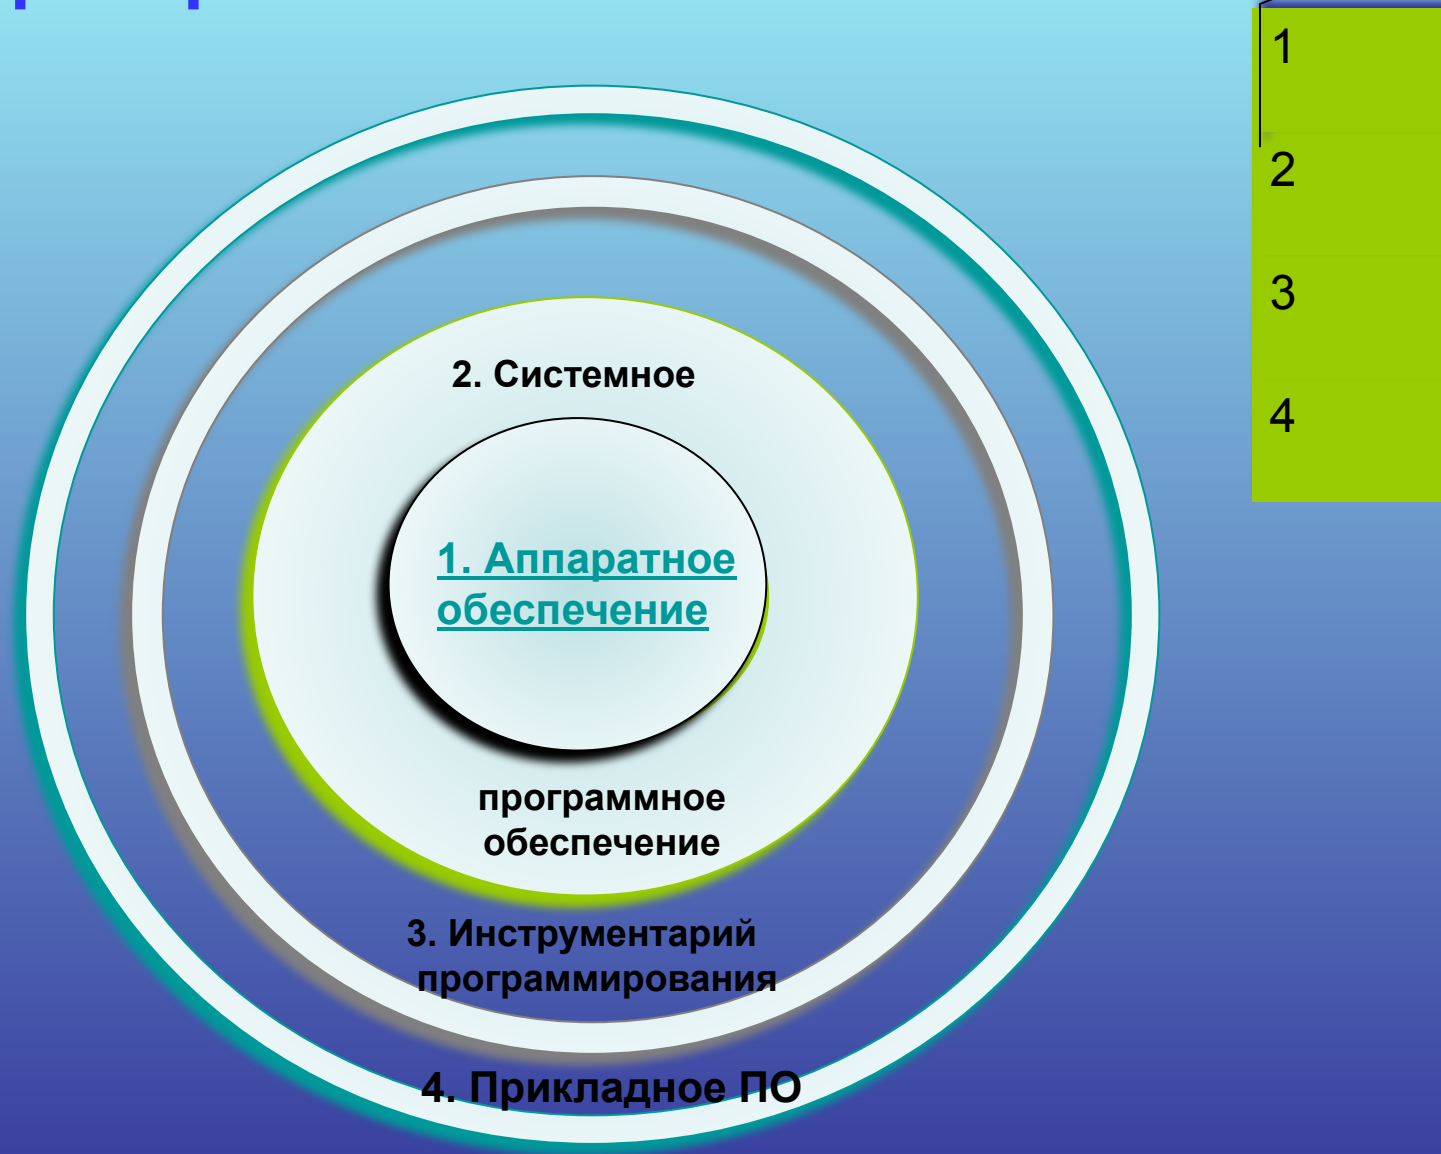 2. Системное
1. Аппаратное
обеспечение
программное
обеспечение
3. Инструментарий
программирования
4. Прикладное ПО
1
2
3
4